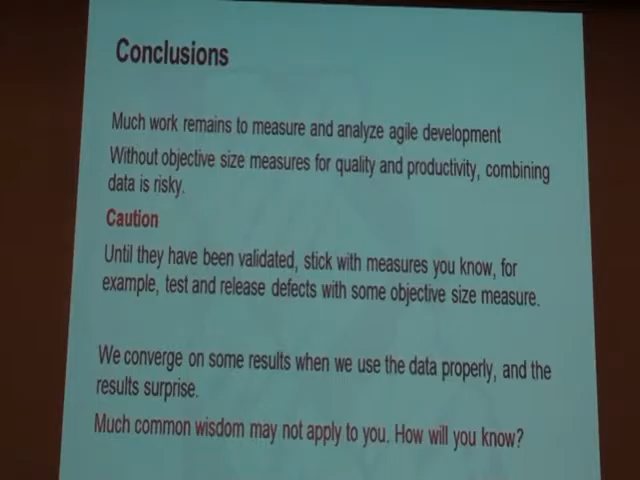 Conclusions
Much work remains to measure and analyze agile development
Without objective size measures for quality and productivity, combining
data is risky.
Caution
Until they have been validated, stick with measures you know, for
example, test and release defects with some objective size measure.
We converge on some results when we use the data properly, and the
results surprise.
Much common wisdom may not apply to you. How will you know?